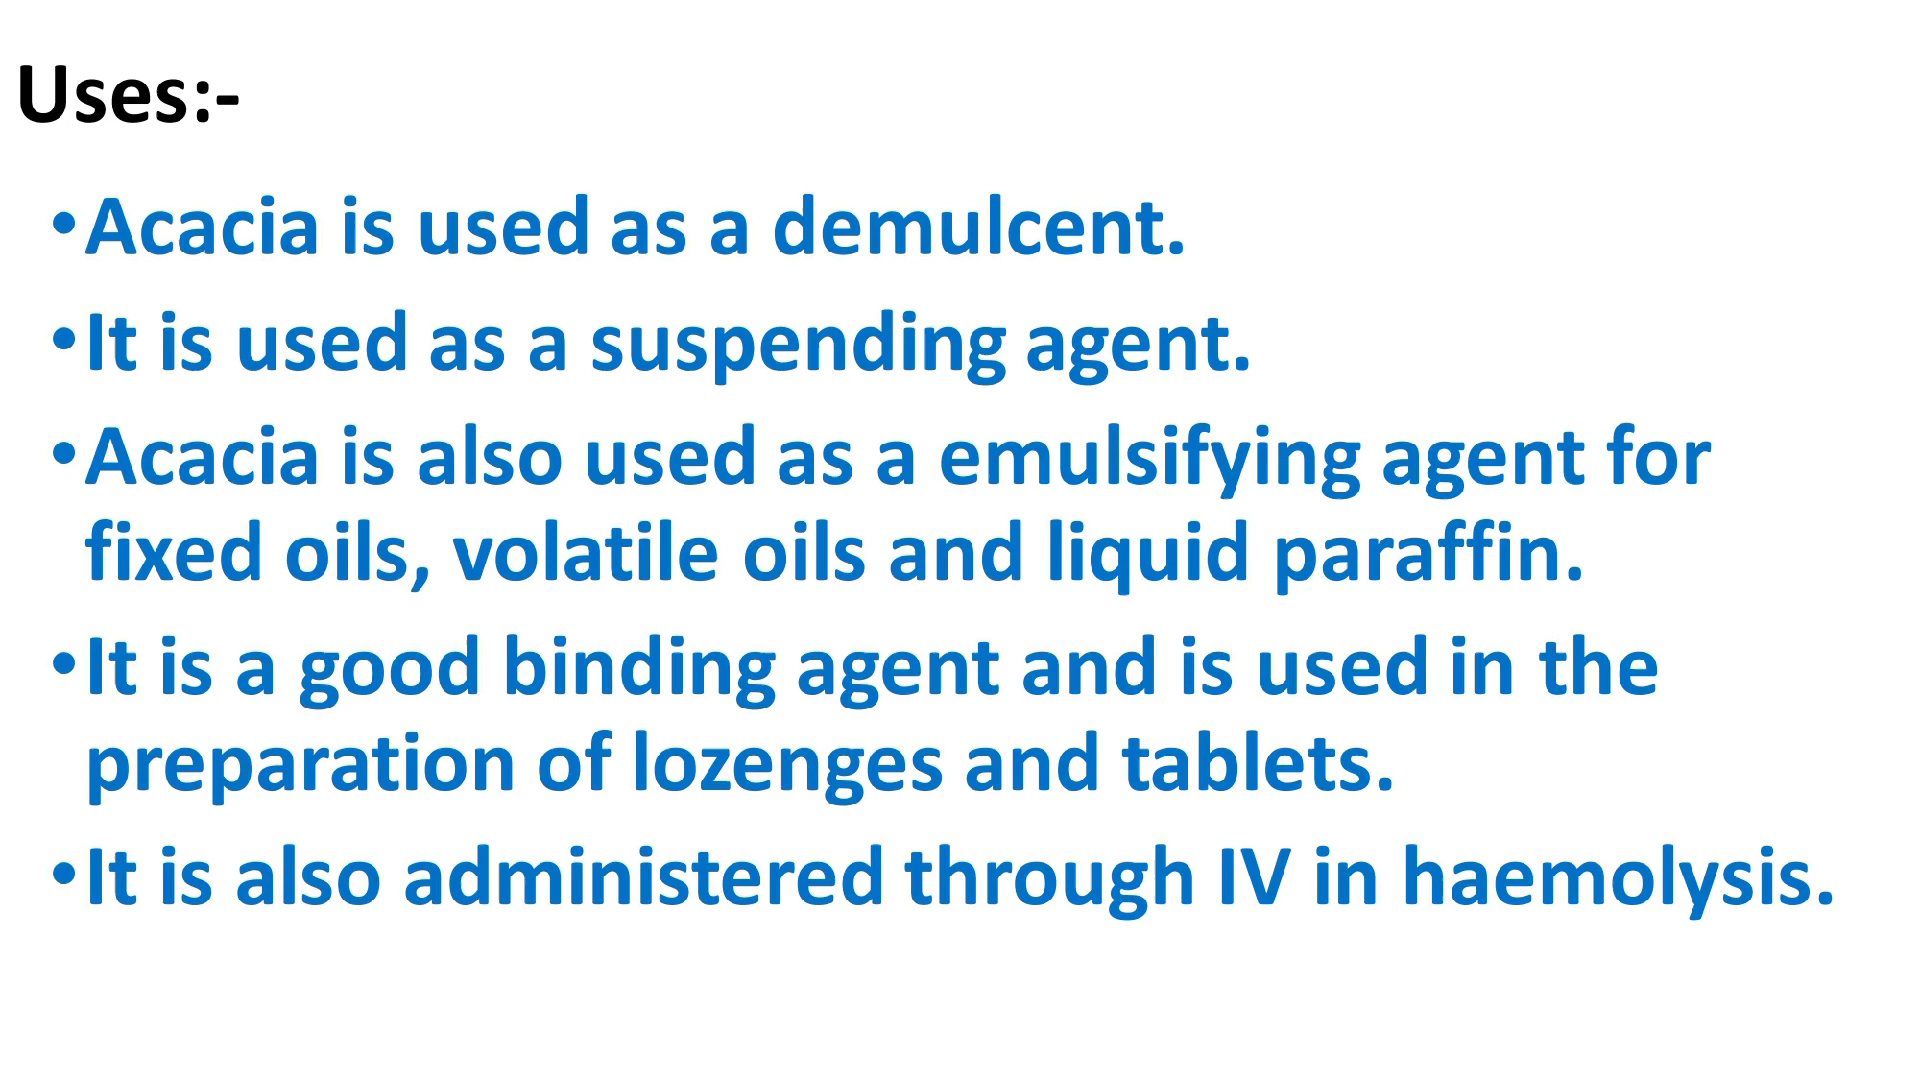 Uses:-
•Acacia is used as a demulcent.
•It is used as a suspending agent.
•Acacia is also used as a emulsifying agent for
fixed oils, volatile oils and liquid paraffin.
•It is a good binding agent and is used in the
preparation of lozenges and tablets.
•It is also administered through IV in haemolysis.